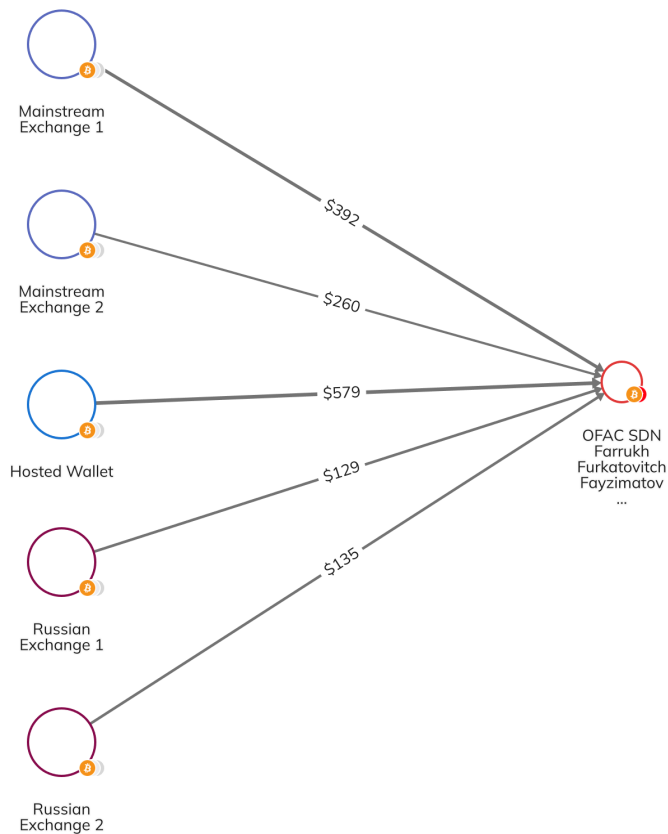 Mainstream
Exchange 1
$392
Mainstream
Exchange 2
$260
Hosted Wallet
$579
Russian
Exchange 1
$129
Russian
Exchange 2
$135
OFAC SDN
Farrukh
Furkatovitch
Fayzimatov
...